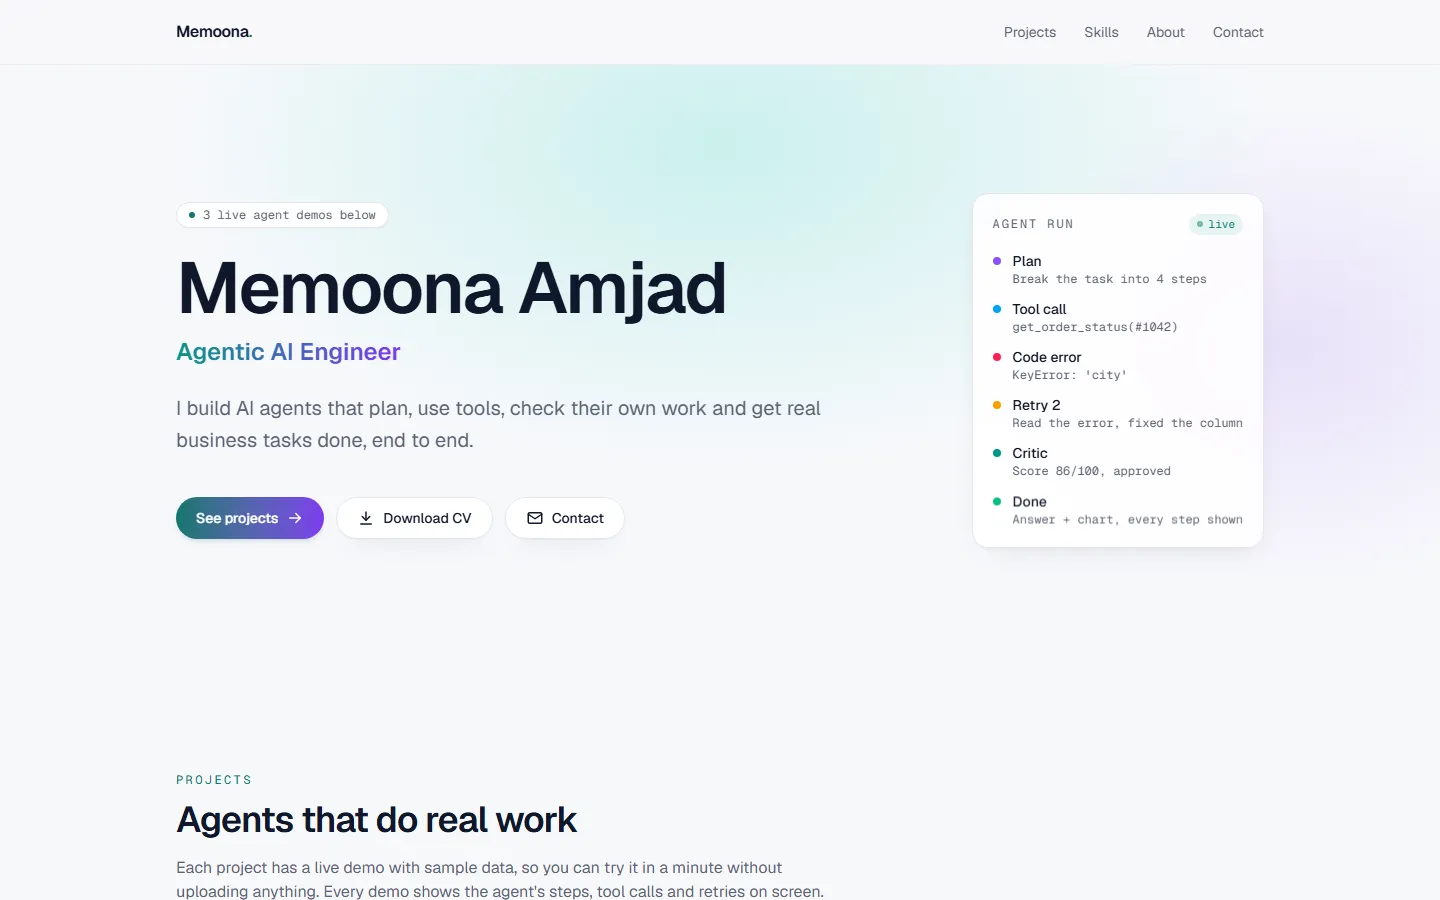 Memoona.
Projects
Skills
About
Contact
3 live agent demos below
Memoona Amjad
Agentic AI Engineer
I build AI agents that plan, use tools, check their own work and get real
business tasks done, end to end.
See projects
Download CV
Contact
AGENT RUN
live
Plan
Break the task into 4 steps
Tool call
get_order_status(#1042)
Code error
KeyError: 'city'
Retry 2
Read the error, fixed the column
Critic
Score 86/100, approved
Done
Answer + chart, every step shown
PROJECTS
Agents that do real work
Each project has a live demo with sample data, so you can try it in a minute without
uploading anything. Every demo shows the agent's steps, tool calls and retries on screen.